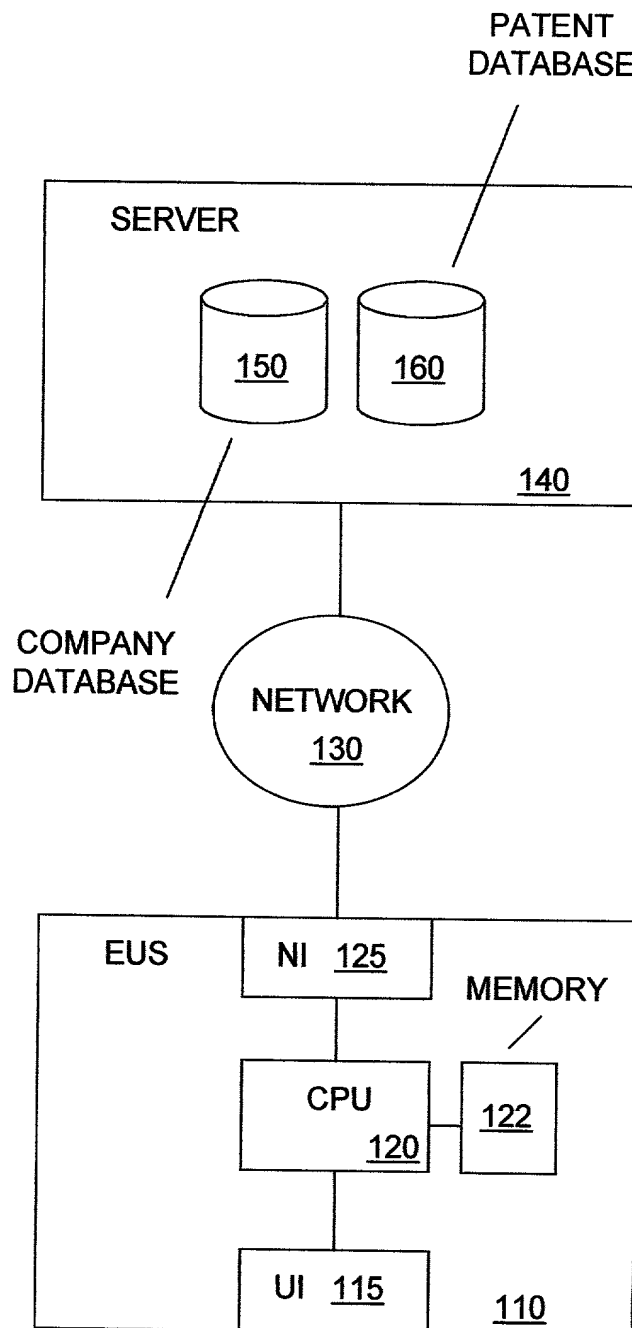 PATENT
DATABASE
SERVER
150
160
140
COMPANY
DATABASE
NETWORK
130
EUS
NI 125
MEMORY
CPU
120
122
UI 115
110